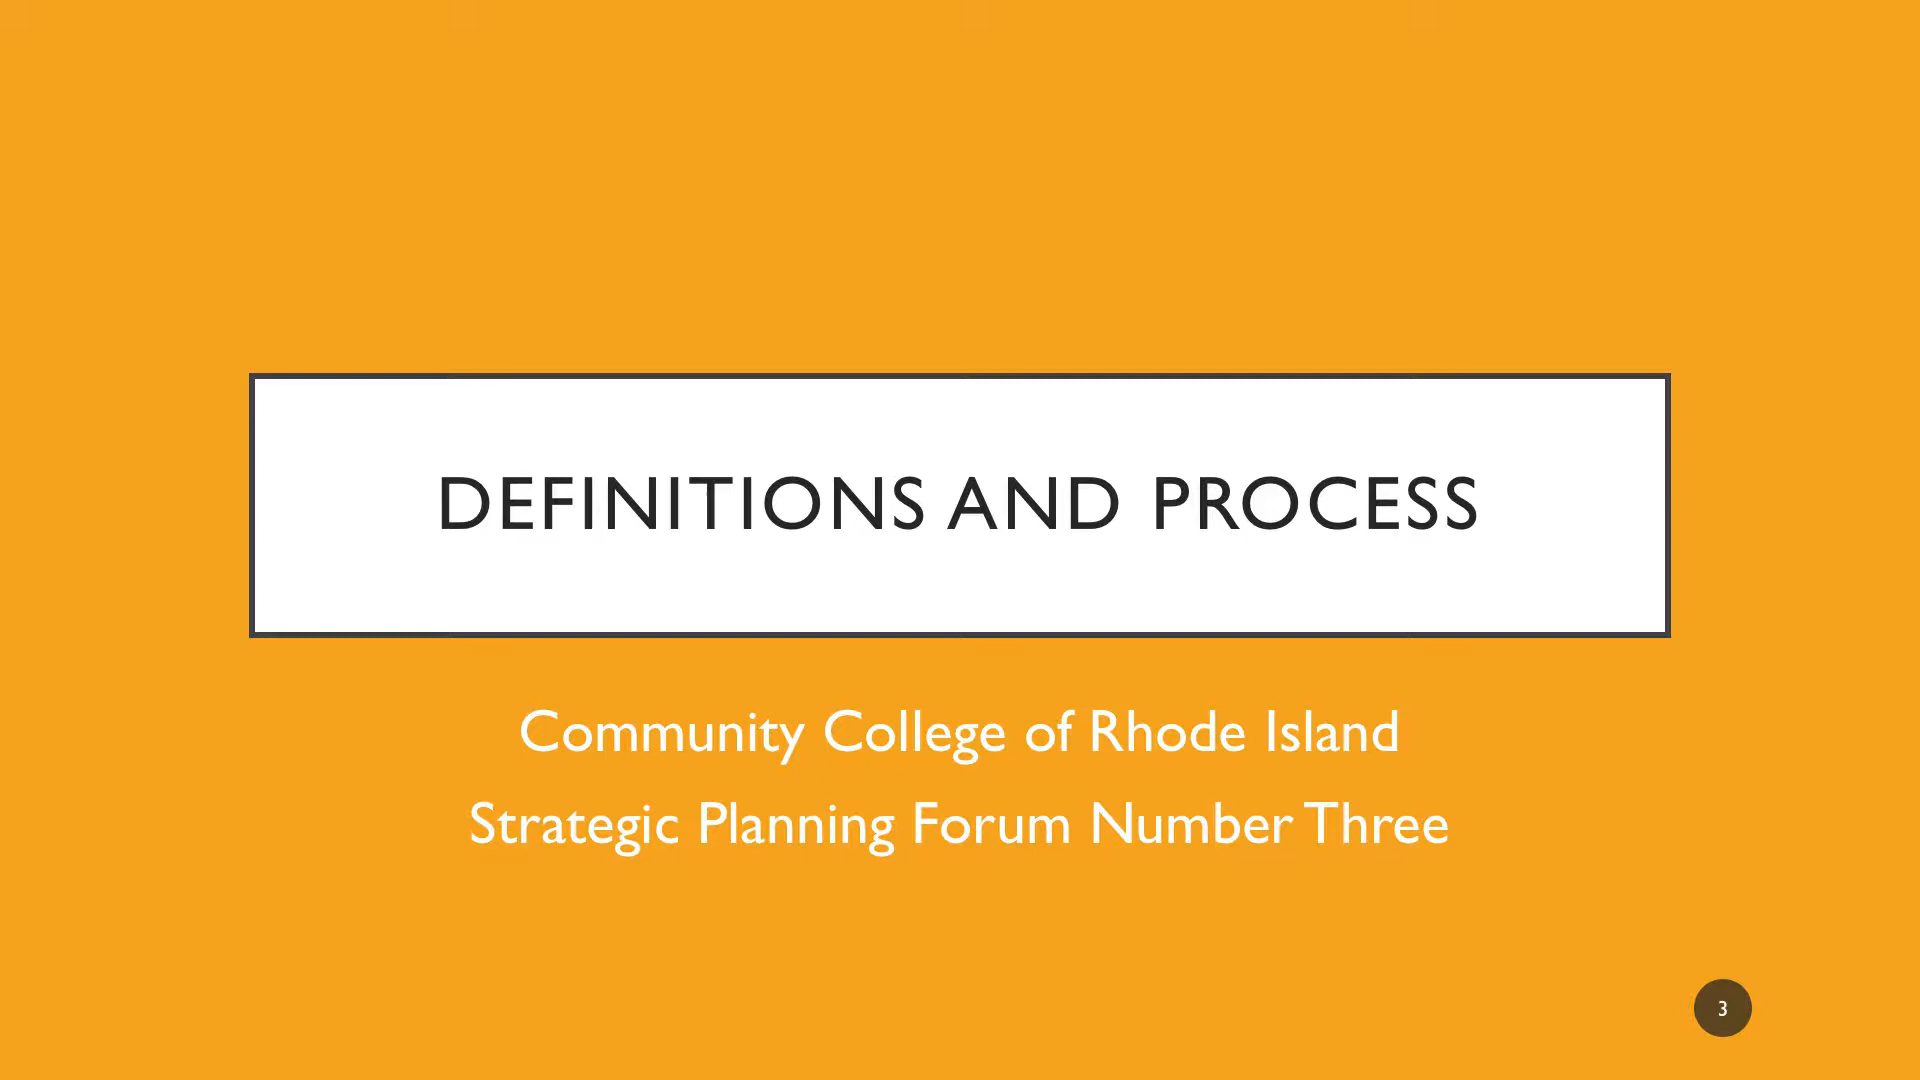 DEFINITIONS AND PROCESS
Community College of Rhode Island
Strategic Planning Forum Number Three
3